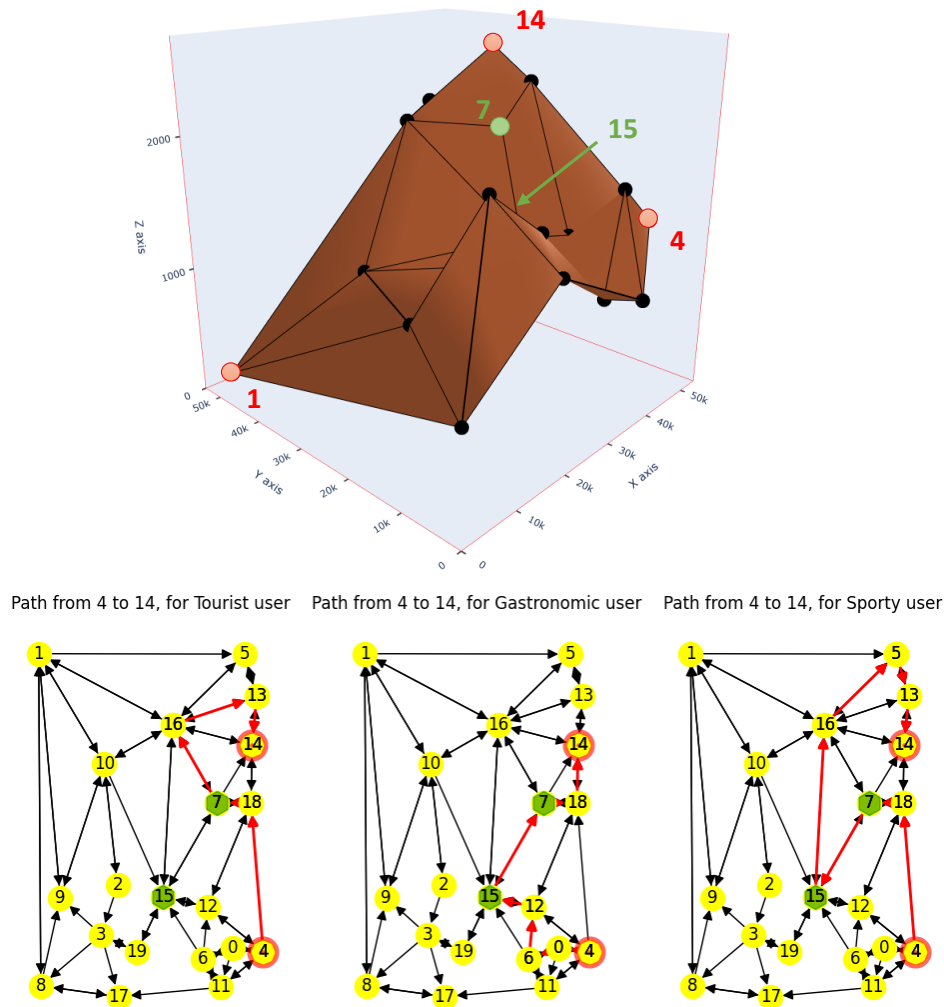 14
7
15
2000
Z axis
4
1000
1
0
50k
50k
40k
40k
30k
30k
Y axis
X axis
20k
20k
10k
10k
0
0
Path from 4 to 14, for Tourist user
Path from 4 to 14, for Gastronomic user
Path from 4 to 14, for Sporty user
1 5 13 16 14 10 7 18 2 9 15 12 3 19 0 6 4 8 11 17
1 5 13 16 14 10 7 18 2 9 15 12 3 19 0 6 4 8 11 17
1 5 13 16 14 10 7 18 2 9 15 12 3 19 0 6 4 8 11 17